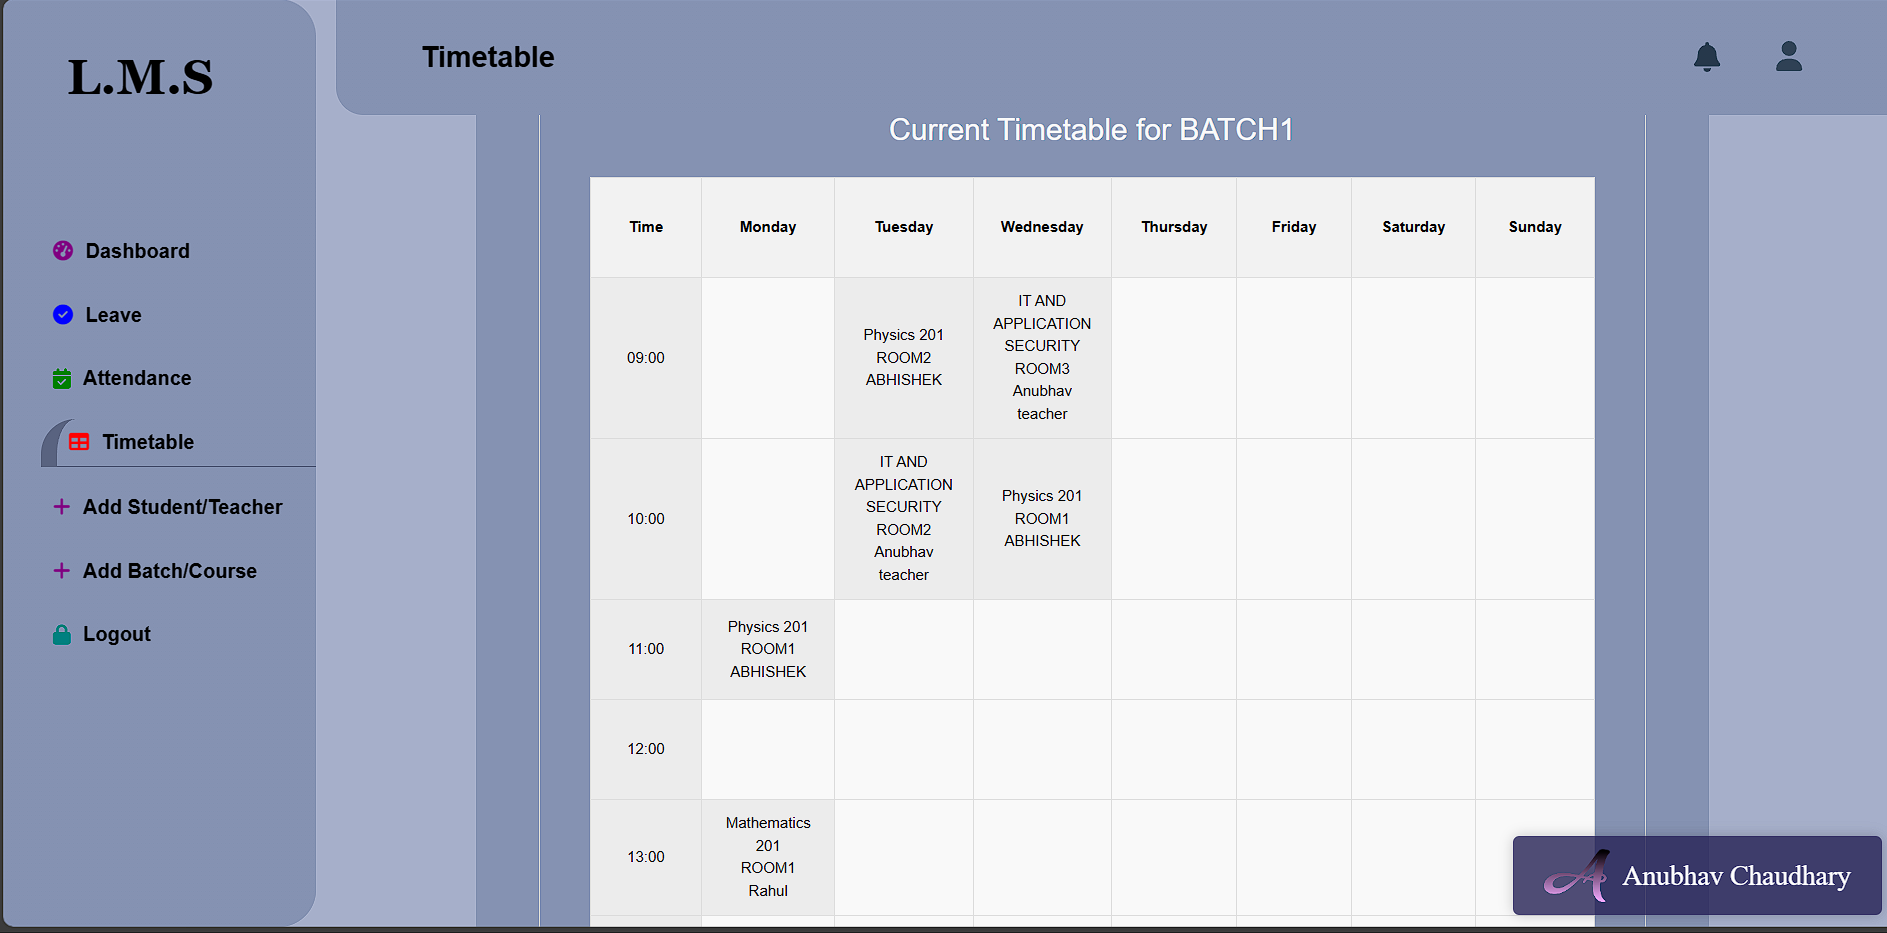 L.M.S
Dashboard
Leave
Attendance
Timetable
Add Student/Teacher
Add Batch/Course
Logout
Timetable
Current Timetable for BATCH1
Time Monday Tuesday Wednesday Thursday Friday Saturday Sunday
09:00
Physics 201
ROOM2
ABHISHEK
IT AND
APPLICATION
SECURITY
ROOM3
Anubhav
teacher
10:00
IT AND
APPLICATION
SECURITY
ROOM2
Anubhav
teacher
Physics 201
ROOM1
ABHISHEK
11:00
Physics 201
ROOM1
ABHISHEK
12:00
13:00
Mathematics
201
ROOM1
Rahul
A Anubhav Chaudhary